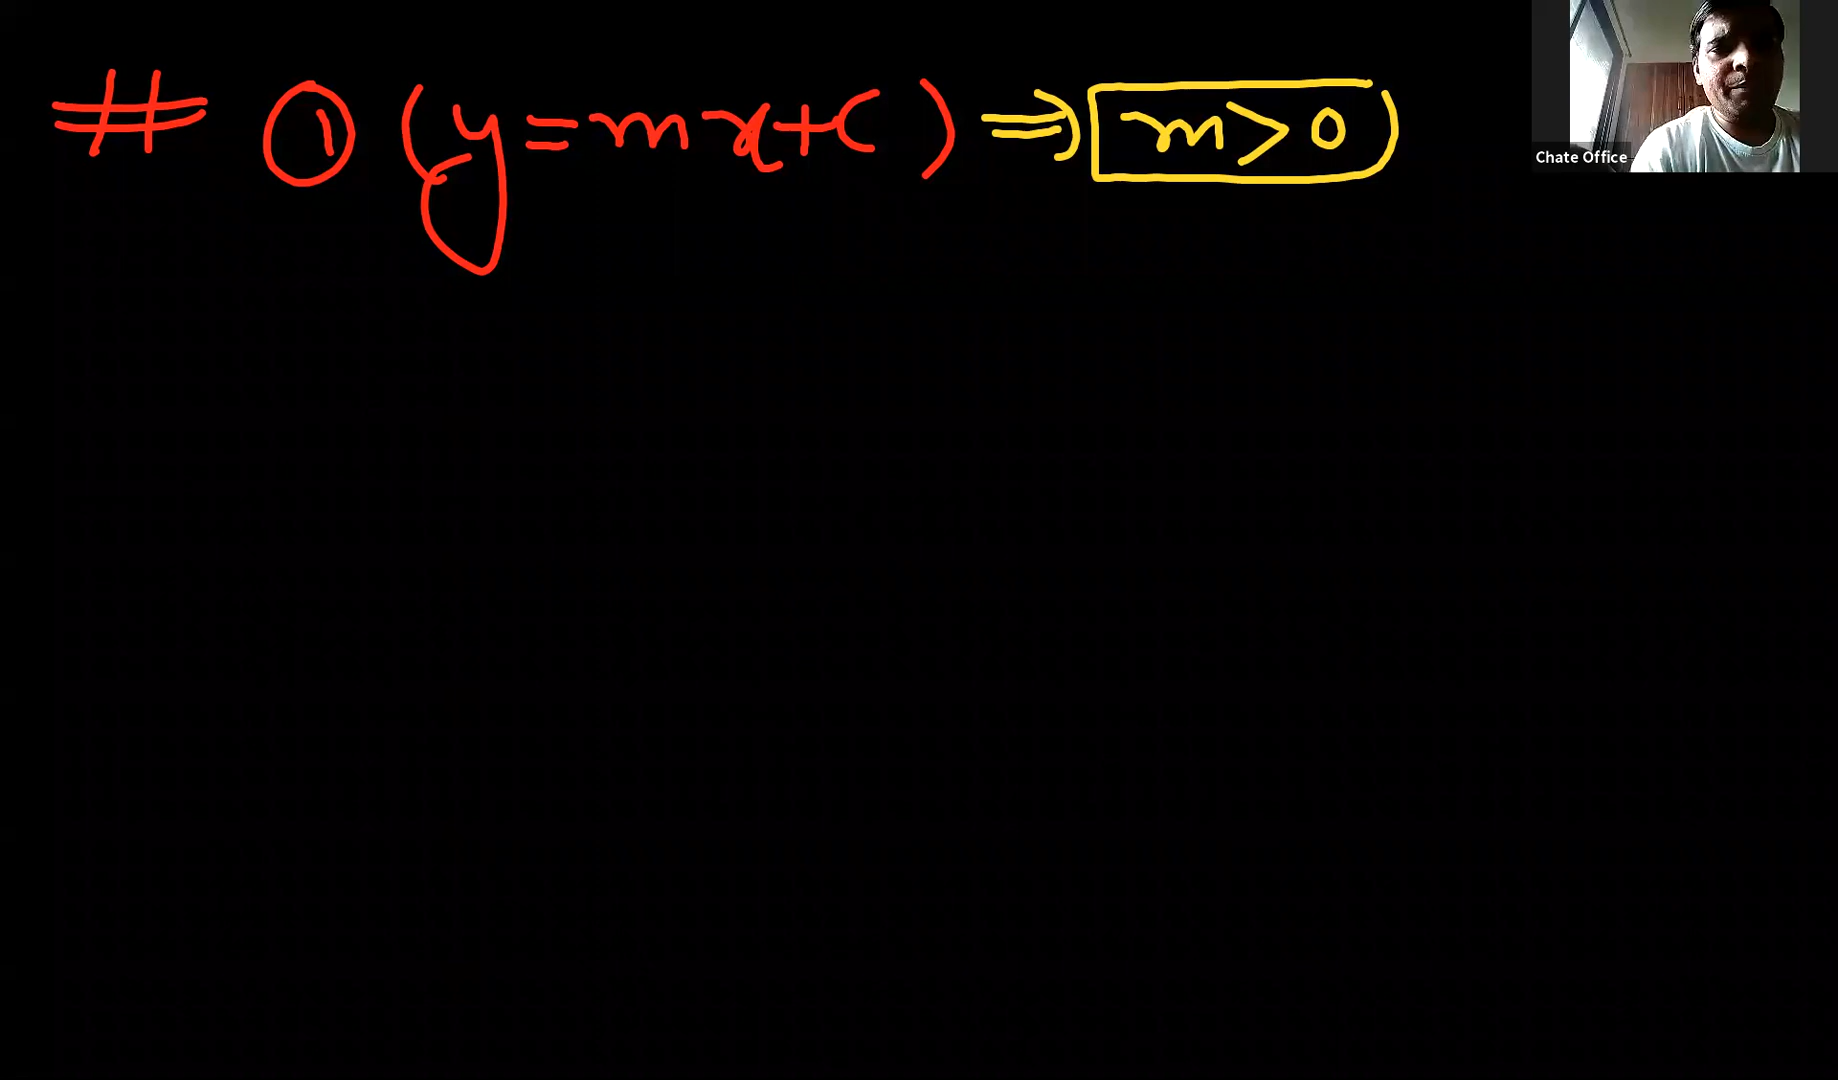 # ① (y=mx+c) ⇒ m>0
Chate Office